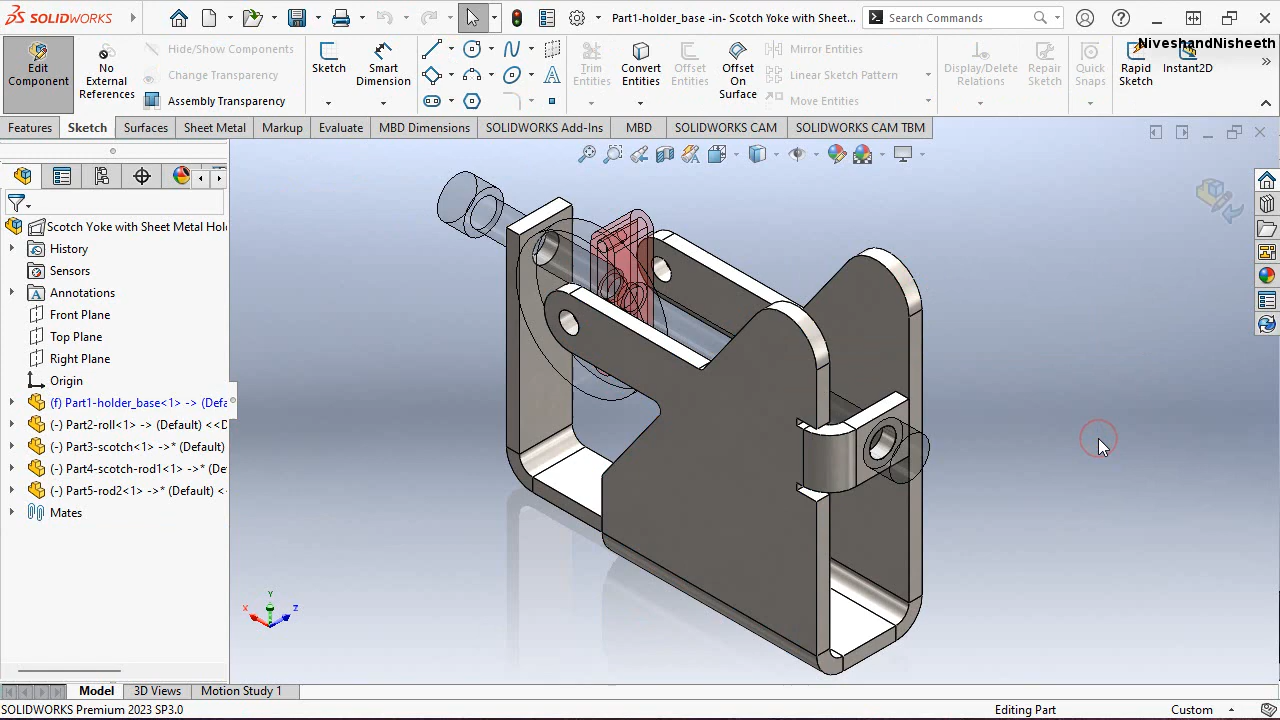 SOLIDWORKS
Part1-holder_base -in- Scotch Yoke with Sheet...
Search Commands
NiveshandNisheeth
Edit Component
No External References
Hide/Show Components
Change Transparency
Assembly Transparency
Sketch
Smart Dimension
Trim Entities
Convert Entities
Offset Entities
Offset On Surface
Mirror Entities
Linear Sketch Pattern
Move Entities
Display/Delete Relations
Repair Sketch
Quick Snaps
Rapid Sketch
Instant2D
Features
Sketch
Surfaces
Sheet Metal
Markup
Evaluate
MBD Dimensions
SOLIDWORKS Add-Ins
MBD
SOLIDWORKS CAM
SOLIDWORKS CAM TBM
Scotch Yoke with Sheet Metal Hol
History
Sensors
Annotations
Front Plane
Top Plane
Right Plane
Origin
(f) Part1-holder_base<1> -> (Defa
(-) Part2-roll<1> (Default) <<D
(-) Part3-scotch<1> ->* (Default)
(-) Part4-scotch-rod1<1> ->* (De
(-) Part5-rod2<1> ->* (Default) <
Mates
Y
X
Z
Model
3D Views
Motion Study 1
SOLIDWORKS Premium 2023 SP3.0
Editing Part
Custom